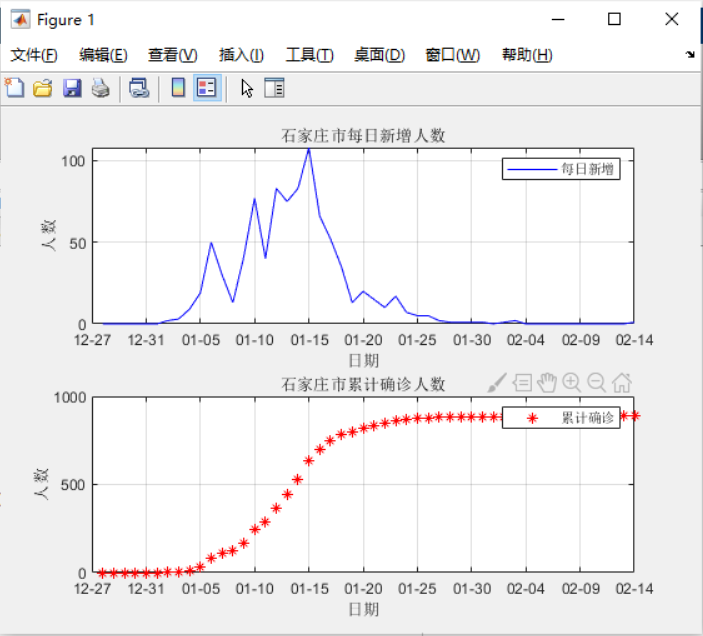 Figure 1
文件(F) 编辑(E) 查看(V) 插入(I) 工具(T) 桌面(D) 窗口(W) 帮助(H)
石家庄市每日新增人数
每日新增
人数
100
50
0
12-27 12-31 01-05 01-10 01-15 01-20 01-25 01-30 02-04 02-09 02-14
日期
石家庄市累计确诊人数
累计确诊
人数
1000
500
0
12-27 12-31 01-05 01-10 01-15 01-20 01-25 01-30 02-04 02-09 02-14
日期